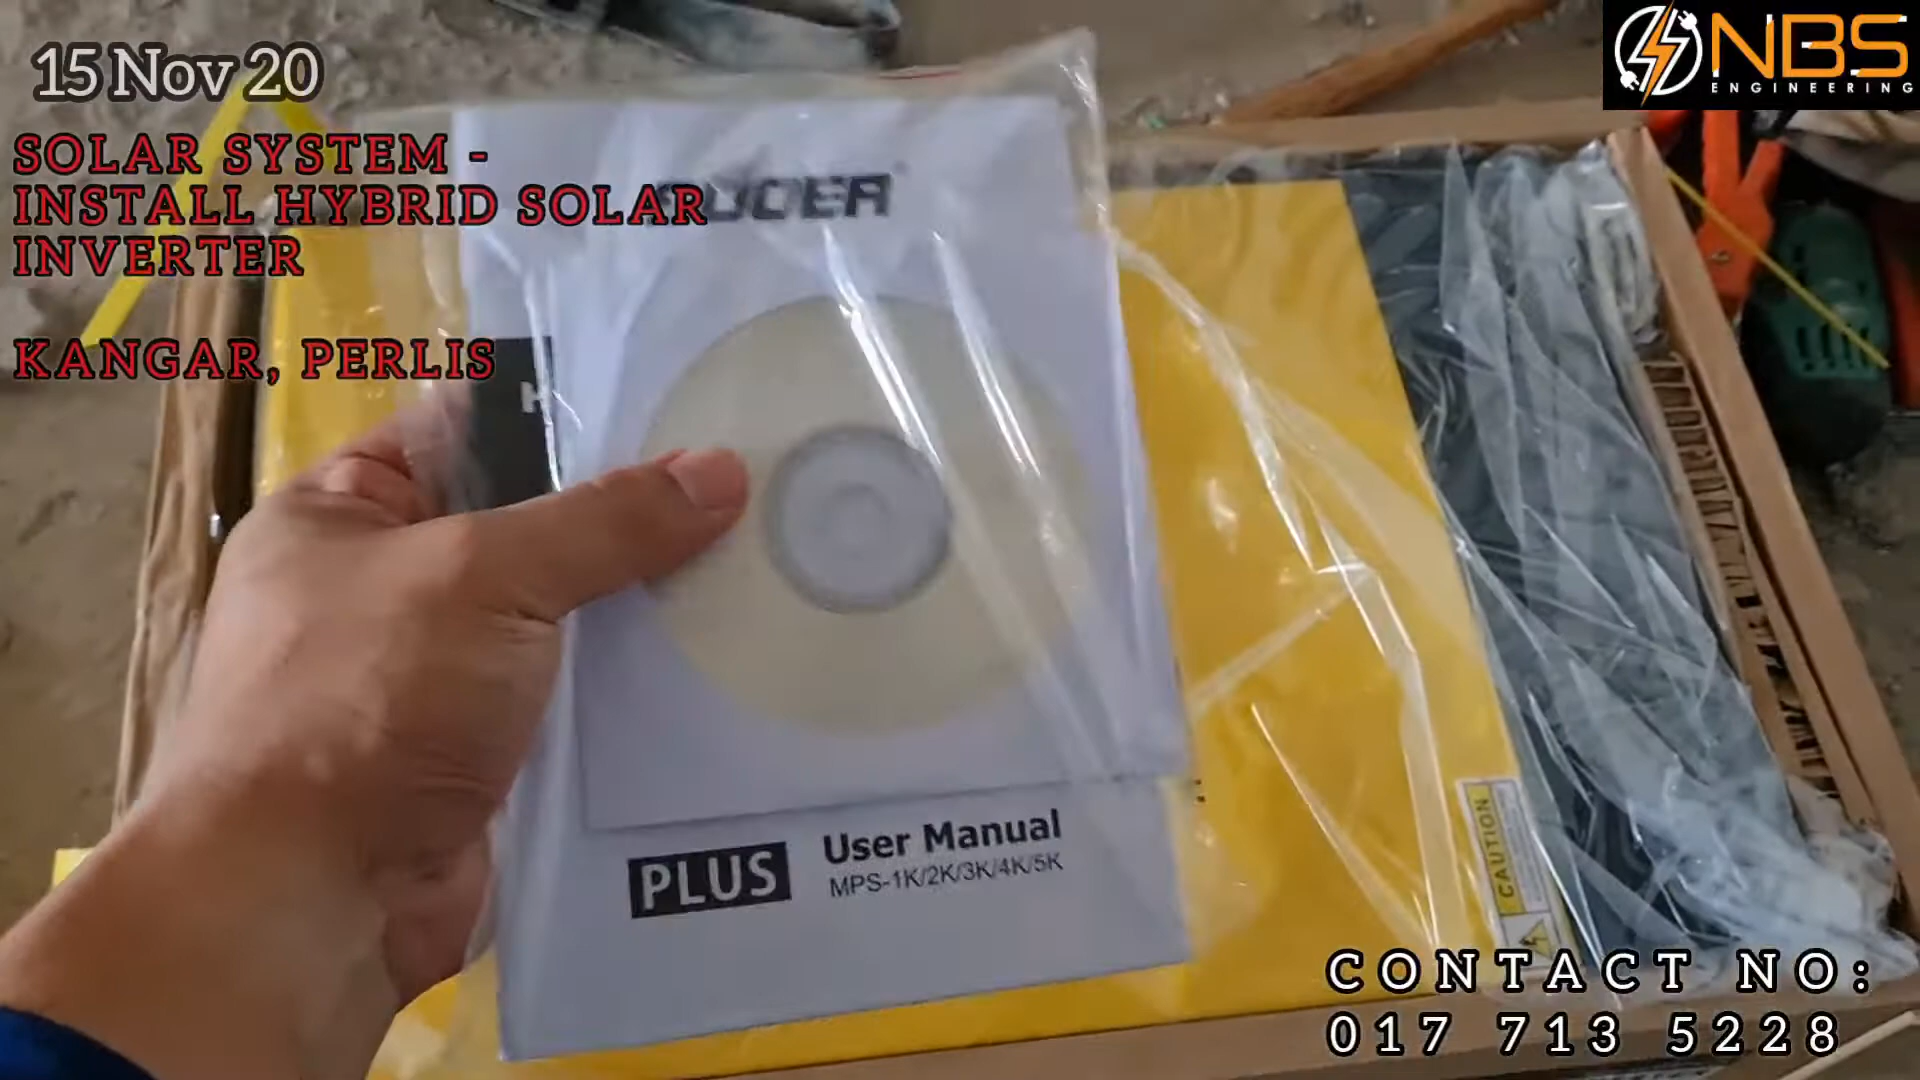 15 Nov 20
SOLAR SYSTEM -
INSTALL HYBRID SOLAR
INVERTER
KANGAR, PERLIS
NBS
ENGINEERING
PLUS
User Manual
MPS-1K/2K/3K/4K/5K
CAUTION
CONTACT NO:
017 713 5228